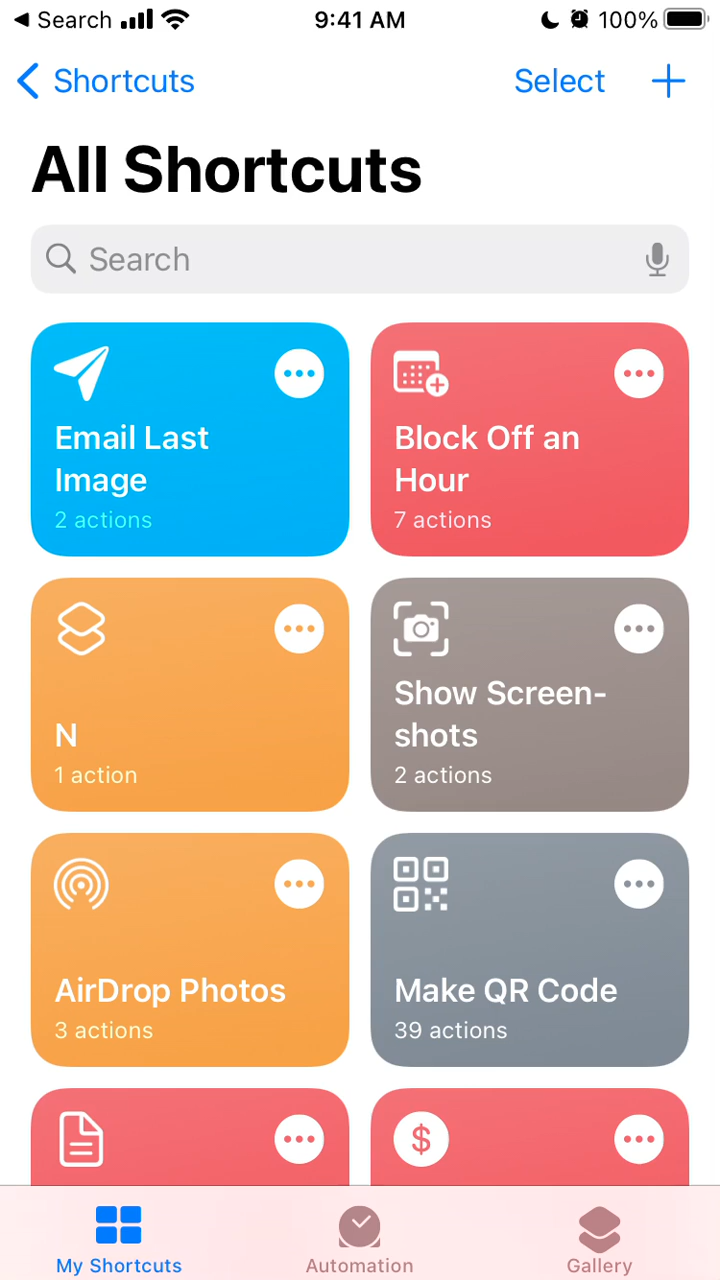 Search 9:41 AM 100%
Shortcuts Select
All Shortcuts
Search
Email Last
Image
2 actions
Block Off an
Hour
7 actions
N
1 action
Show Screen-
shots
2 actions
AirDrop Photos
3 actions
Make QR Code
39 actions
$
My Shortcuts Automation Gallery